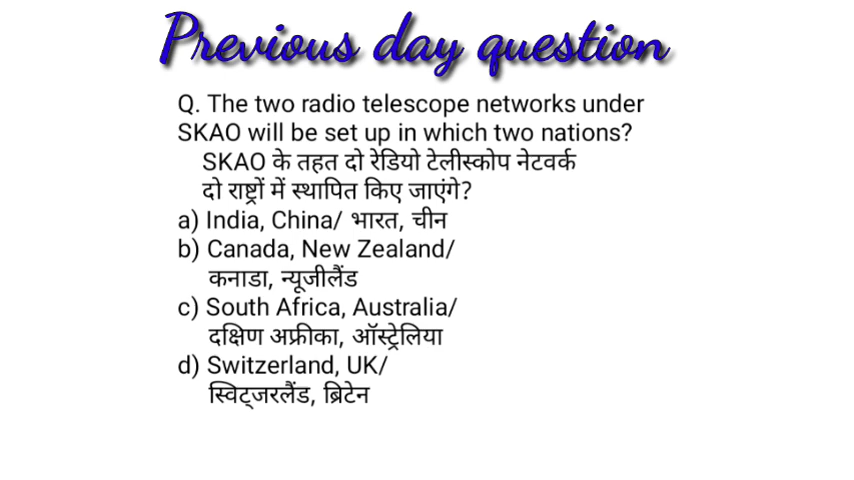 Previous day question
Q. The two radio telescope networks under
SKAO will be set up in which two nations?
SKAO के तहत दो रेडियो टेलीस्कोप नेटवर्क
दो राष्ट्रों में स्थापित किए जाएंगे?
a) India, China/ भारत, चीन
b) Canada, New Zealand/
कनाडा, न्यूजीलैंड
c) South Africa, Australia/
दक्षिण अफ्रीका, ऑस्ट्रेलिया
d) Switzerland, UK/
स्विट्जरलैंड, ब्रिटेन